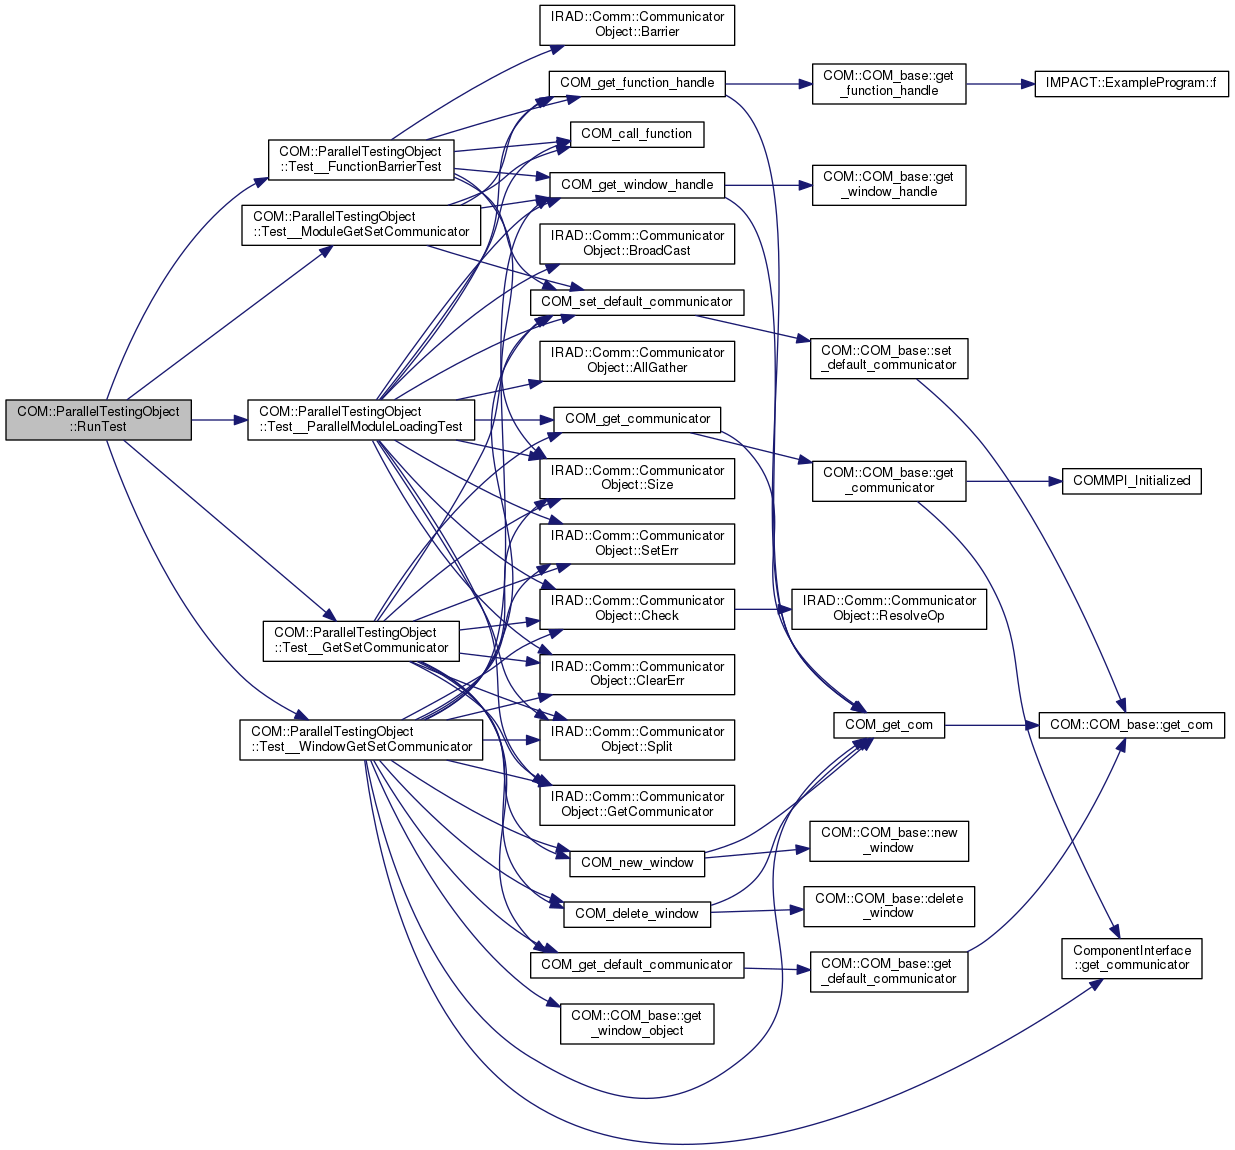 COM::ParallelTestingObject
::RunTest
COM::ParallelTestingObject
::Test__FunctionBarrierTest
COM::ParallelTestingObject
::Test__ModuleGetSetCommunicator
COM::ParallelTestingObject
::Test__ParallelModuleLoadingTest
COM::ParallelTestingObject
::Test__GetSetCommunicator
COM::ParallelTestingObject
::Test__WindowGetSetCommunicator
IRAD::Comm::Communicator
Object::Barrier
COM_get_function_handle
COM_call_function
COM_get_window_handle
IRAD::Comm::Communicator
Object::BroadCast
COM_set_default_communicator
IRAD::Comm::Communicator
Object::AllGather
COM_get_communicator
IRAD::Comm::Communicator
Object::Size
IRAD::Comm::Communicator
Object::SetErr
IRAD::Comm::Communicator
Object::Check
IRAD::Comm::Communicator
Object::ClearErr
IRAD::Comm::Communicator
Object::Split
IRAD::Comm::Communicator
Object::GetCommunicator
COM_new_window
COM_delete_window
COM_get_default_communicator
COM::COM_base::get
_window_object
COM::COM_base::get
_function_handle
COM::COM_base::get
_window_handle
COM::COM_base::set
_default_communicator
COM::COM_base::get
_communicator
IRAD::Comm::Communicator
Object::ResolveOp
COM_get_com
COM::COM_base::new
_window
COM::COM_base::delete
_window
COM::COM_base::get
_default_communicator
IMPACT::ExampleProgram::f
COMMPI_Initialized
COM::COM_base::get_com
ComponentInterface
::get_communicator